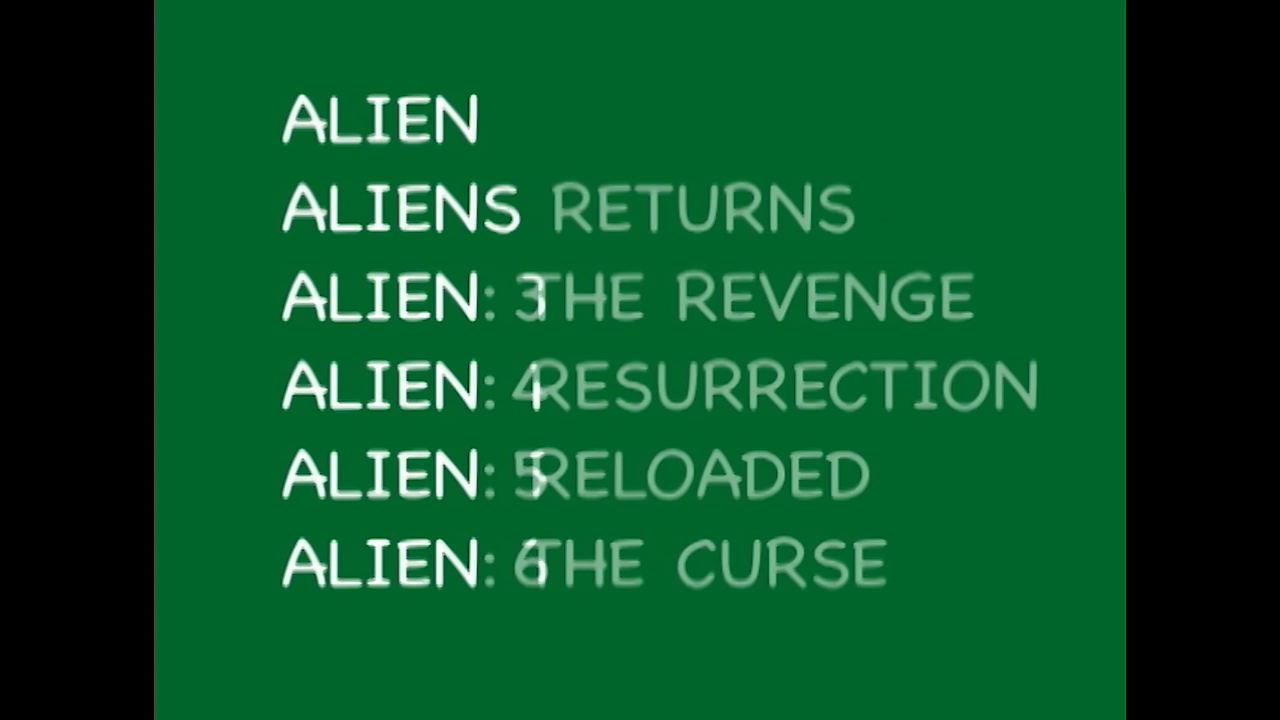 ALIEN
ALIENS RETURNS
ALIEN: 3 THE REVENGE
ALIEN: 4 RESURRECTION
ALIEN: 5 RELOADED
ALIEN: 6 THE CURSE